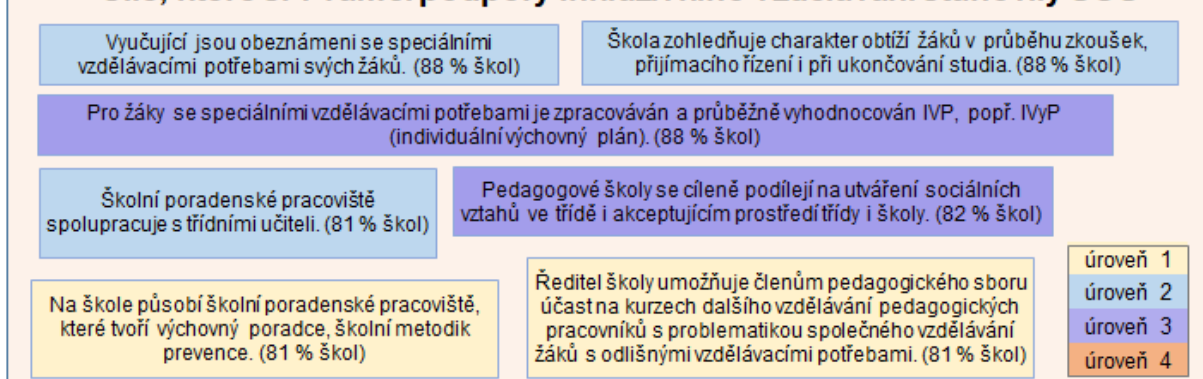 Vyučující jsou obeznámeni se speciálními
vzdělávacími potřebami svých žáků. (88 % škol)
Škola zohledňuje charakter obtíží žáků v průběhu zkoušek,
přijímacího řízení i při ukončování studia. (88 % škol)
Pro žáky se speciálními vzdělávacími potřebami je zpracováván a průběžně vyhodnocován IVP, popř. IVyP
(individuální výchovný plán). (88 % škol)
Školní poradenské pracoviště
spolupracuje s třídními učiteli. (81 % škol)
Pedagogové školy se cíleně podílejí na utváření sociálních
vztahů ve třídě i akceptujícím prostředí třídy i školy. (82 % škol)
Na škole působí školní poradenské pracoviště,
které tvoří výchovný poradce, školní metodik
prevence. (81 % škol)
Ředitel školy umožňuje členům pedagogického sboru
účast na kurzech dalšího vzdělávání pedagogických
pracovníků s problematikou společného vzdělávání
žáků s odlišnými vzdělávacími potřebami. (81 % škol)
úroveň 1
úroveň 2
úroveň 3
úroveň 4